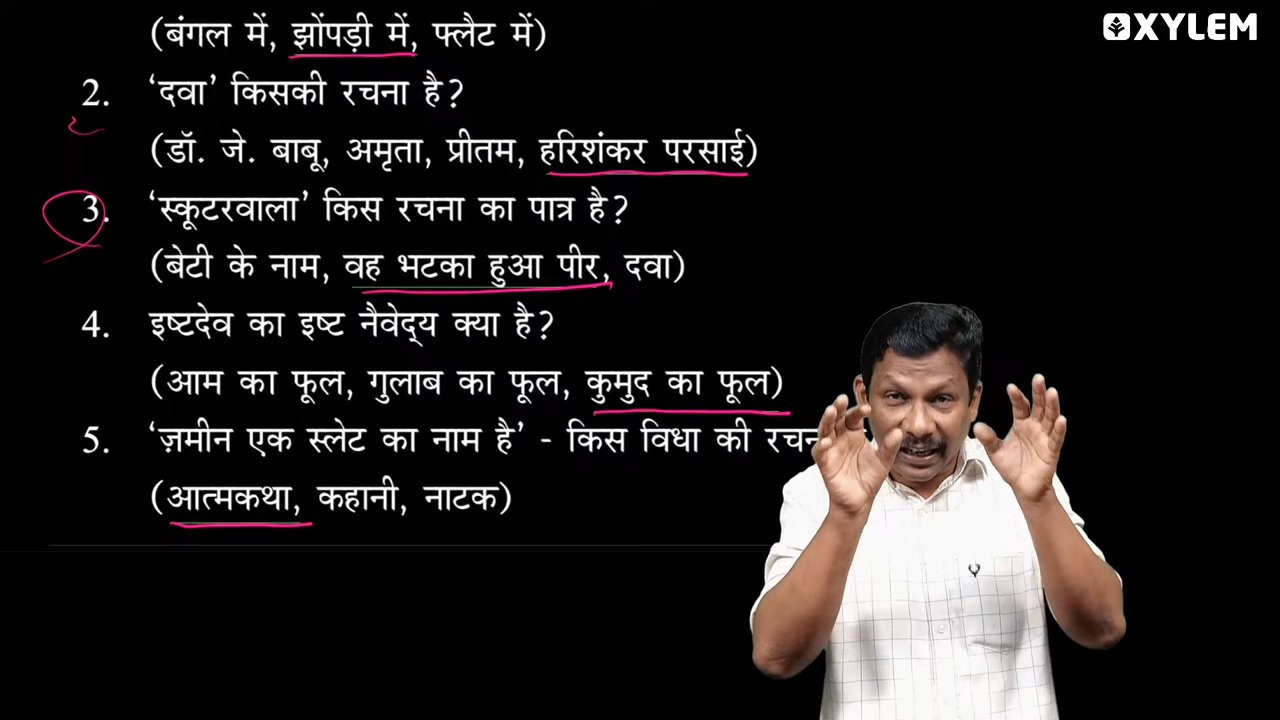 XYLEM
(बंगल में, झोंपड़ी में, फ्लैट में)
2. ‘दवा’ किसकी रचना है?
(डॉ. जे. बाबू, अमृता, प्रीतम, हरिशंकर परसाई)
3. ‘स्कूटरवाला’ किस रचना का पात्र है?
(बेटी के नाम, वह भटका हुआ पीर, दवा)
4. इष्टदेव का इष्ट नैवेद्‌य क्या है?
(आम का फूल, गुलाब का फूल, कुमुद का फूल)
5. ‘ज़मीन एक स्लेट का नाम है’ - किस विधा की
(आत्मकथा, कहानी, नाटक)